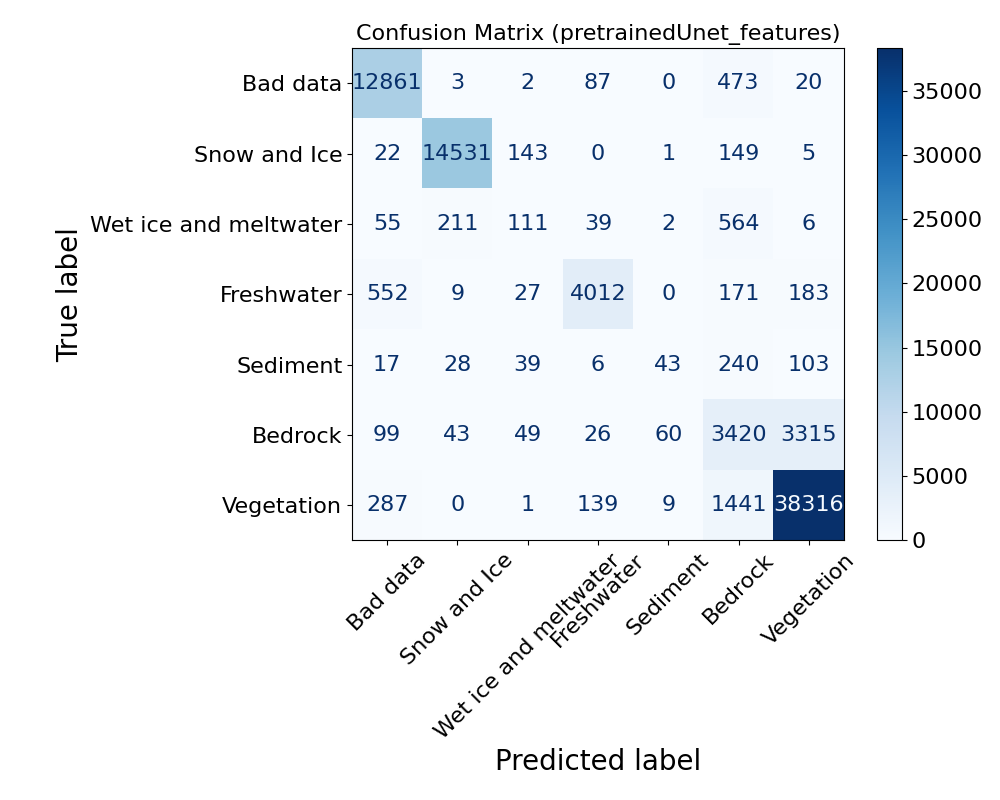 Confusion Matrix (pretrainedUnet_features)
Bad data 12861 3 2 87 0 473 20
Snow and Ice 22 14531 143 0 1 149 5
Wet ice and meltwater 55 211 111 39 2 564 6
Freshwater 552 9 27 4012 0 171 183
Sediment 17 28 39 6 43 240 103
Bedrock 99 43 49 26 60 3420 3315
Vegetation 287 0 1 139 9 1441 38316
True label
Bad data
Snow and Ice
Wet ice and meltwater
Freshwater
Sediment
Bedrock
Vegetation
Predicted label
35000
30000
25000
20000
15000
10000
5000
0